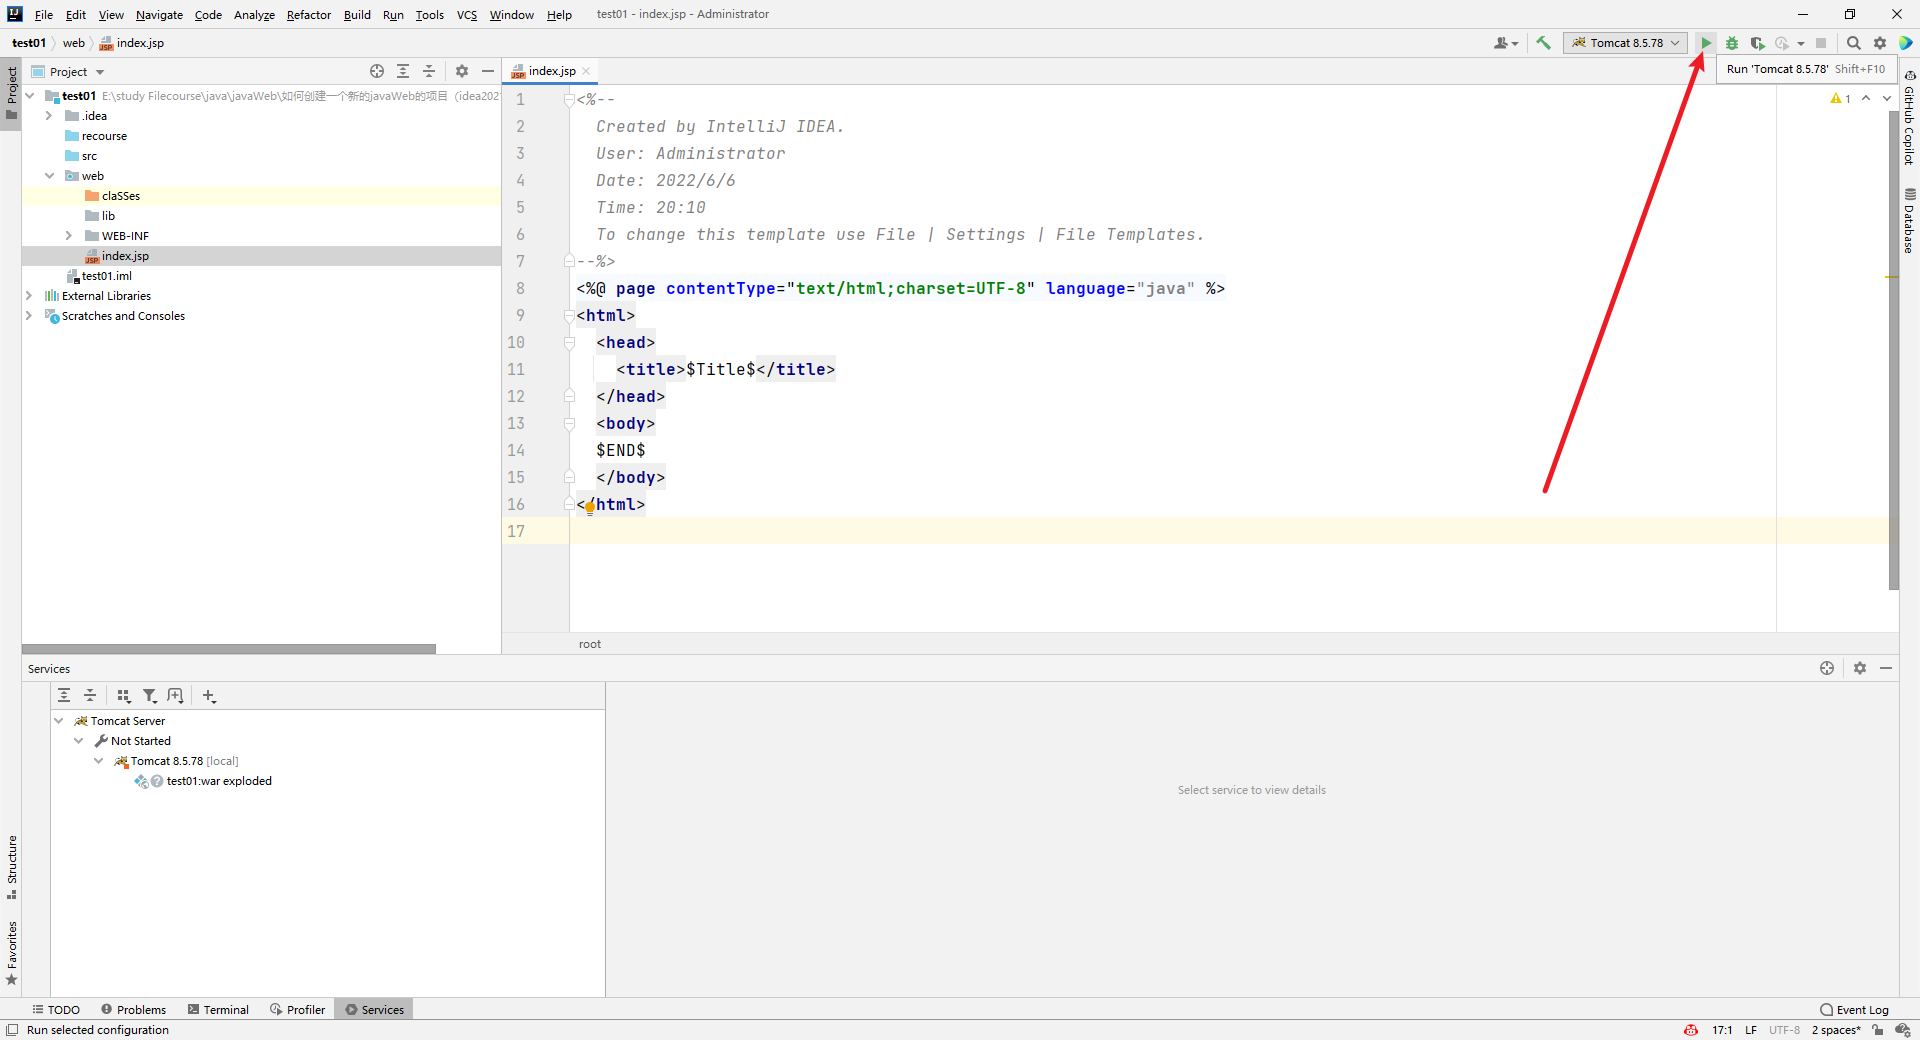 File Edit View Navigate Code Analyze Refactor Build Run Tools VCS Window Help test01 - index.jsp - Administrator
test01 web index.jsp
Tomcat 8.5.78
Run 'Tomcat 8.5.78' Shift+F10
Project
Project
index.jsp
test01 E:\study Filecourse\java\javaWeb\如何创建一个新的javaWeb的项目（idea202
.idea
recourse
src
web
claSSes
lib
WEB-INF
index.jsp
test01.iml
External Libraries
Scratches and Consoles
1 <%--
2 Created by IntelliJ IDEA.
3 User: Administrator
4 Date: 2022/6/6
5 Time: 20:10
6 To change this template use File | Settings | File Templates.
7 --%>
8 <%@ page contentType="text/html;charset=UTF-8" language="java" %>
9 <html>
10 <head>
11 <title>$Title$</title>
12 </head>
13 <body>
14 $END$
15 </body>
16 </html>
17
1
GitHub Copilot
Database
root
Services
Tomcat Server
Not Started
Tomcat 8.5.78 [local]
test01:war exploded
Select service to view details
Structure
Favorites
TODO Problems Terminal Profiler Services Event Log
Run selected configuration 17:1 LF UTF-8 2 spaces*